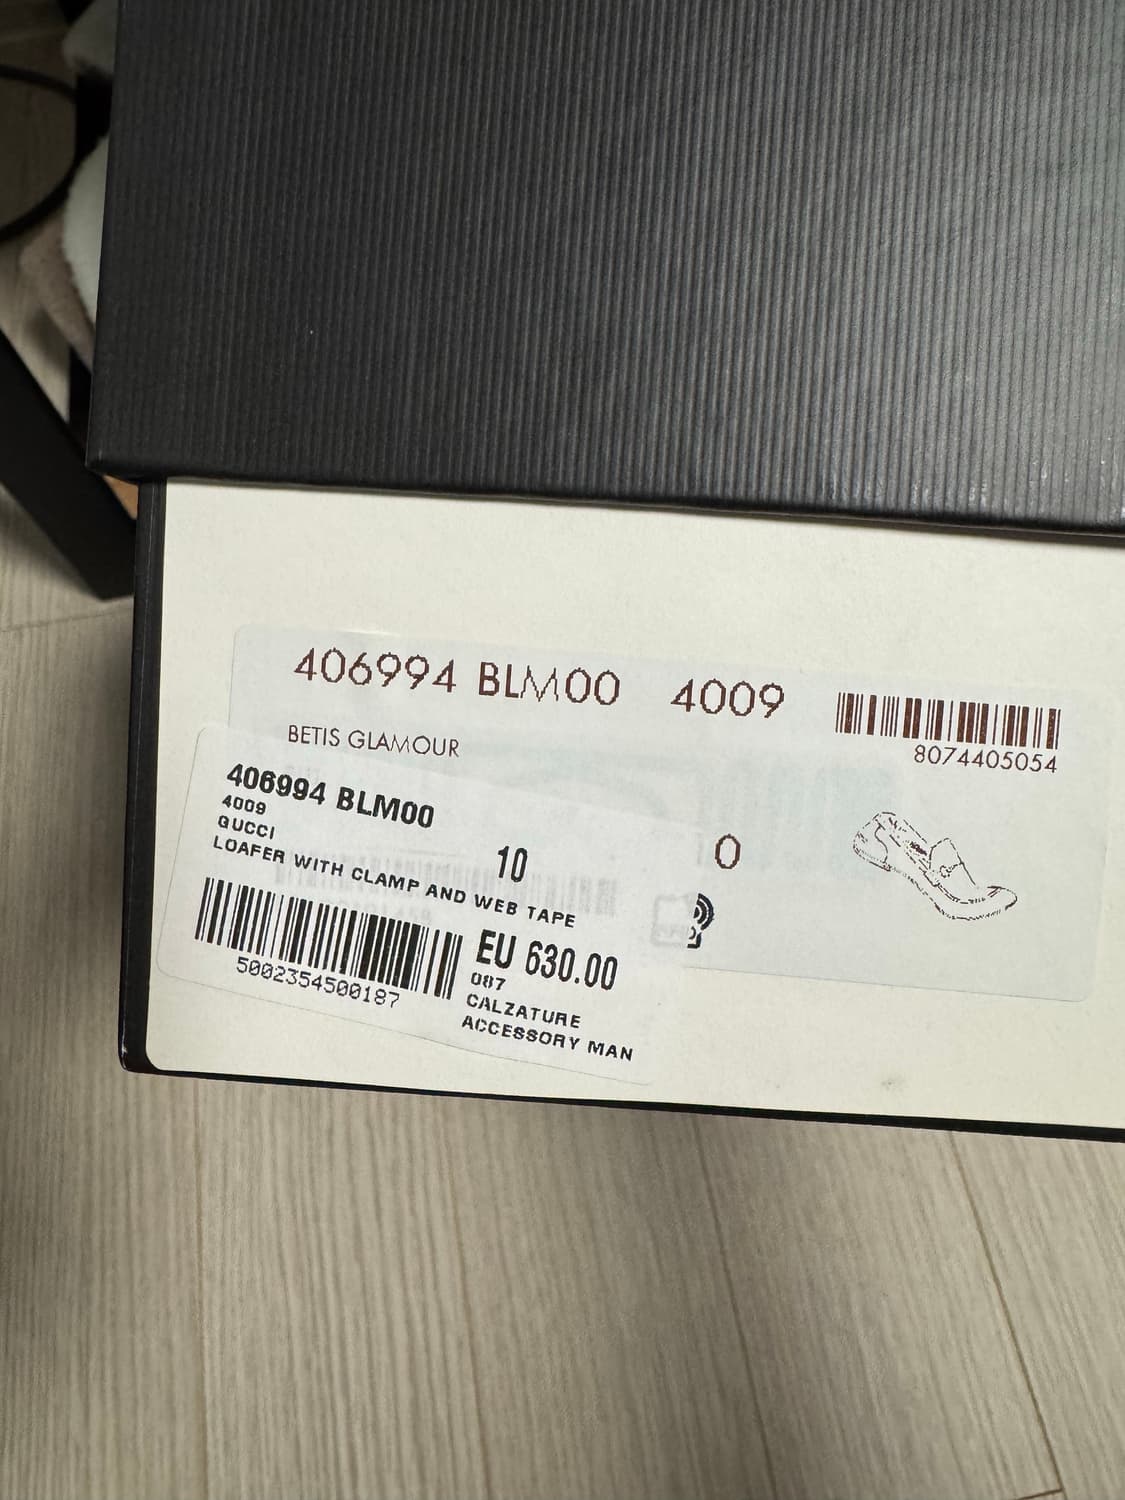 406994 BLM00 4009
8074405054
BETIS GLAMOUR
406994 BLM00
4009
GUCCI
10
0
LOAFER WITH CLAMP AND WEB TAPE
EU 630.00
5002354500187
087
CALZATURE
ACCESSORY MAN